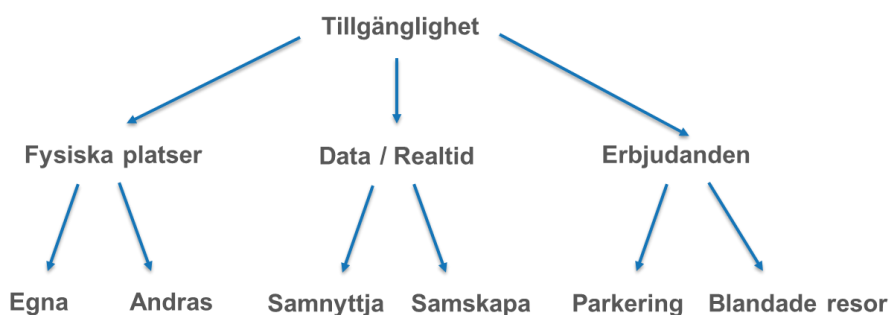 Tillgänglighet
Fysiska platser Data / Realtid Erbjudanden
Egna Andras Samnyttja Samskapa Parkering Blandade resor